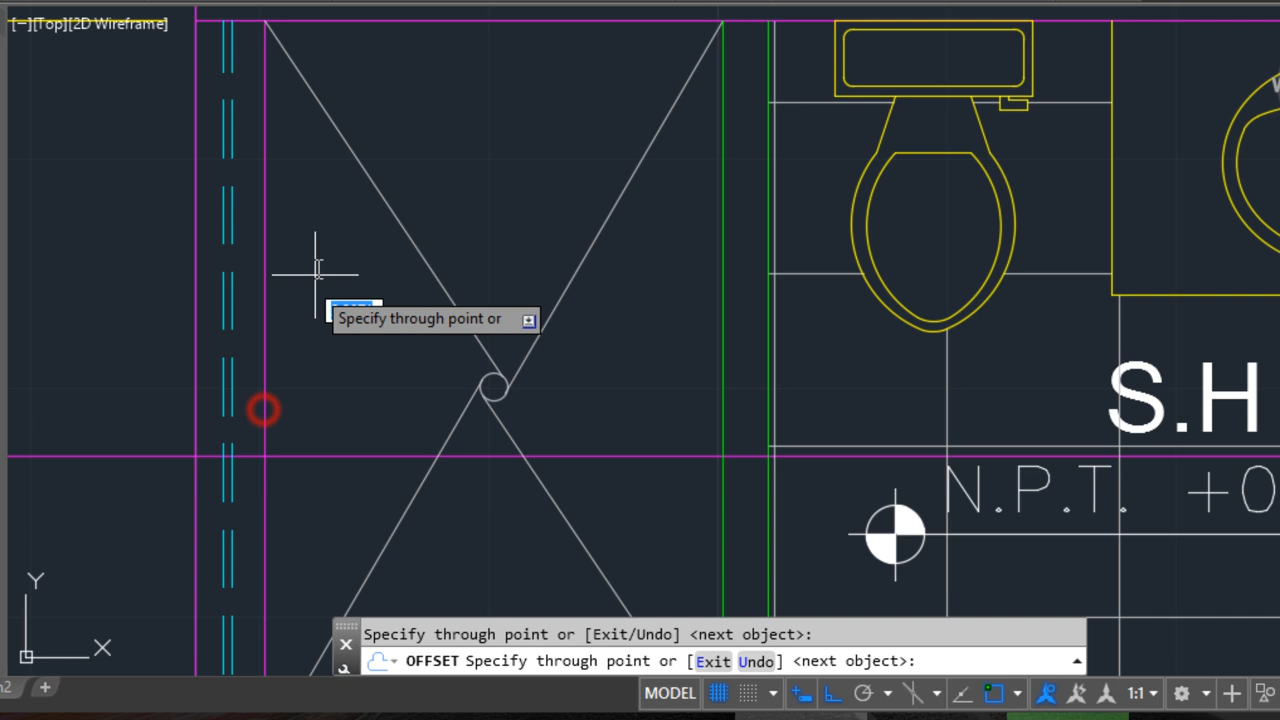 [−][Top][2D Wireframe]
Specify through point or
S.H
N.P.T. +0
Y
X
Specify through point or [Exit/Undo] <next object>:
OFFSET Specify through point or [Exit Undo] <next object>:
MODEL
1:1